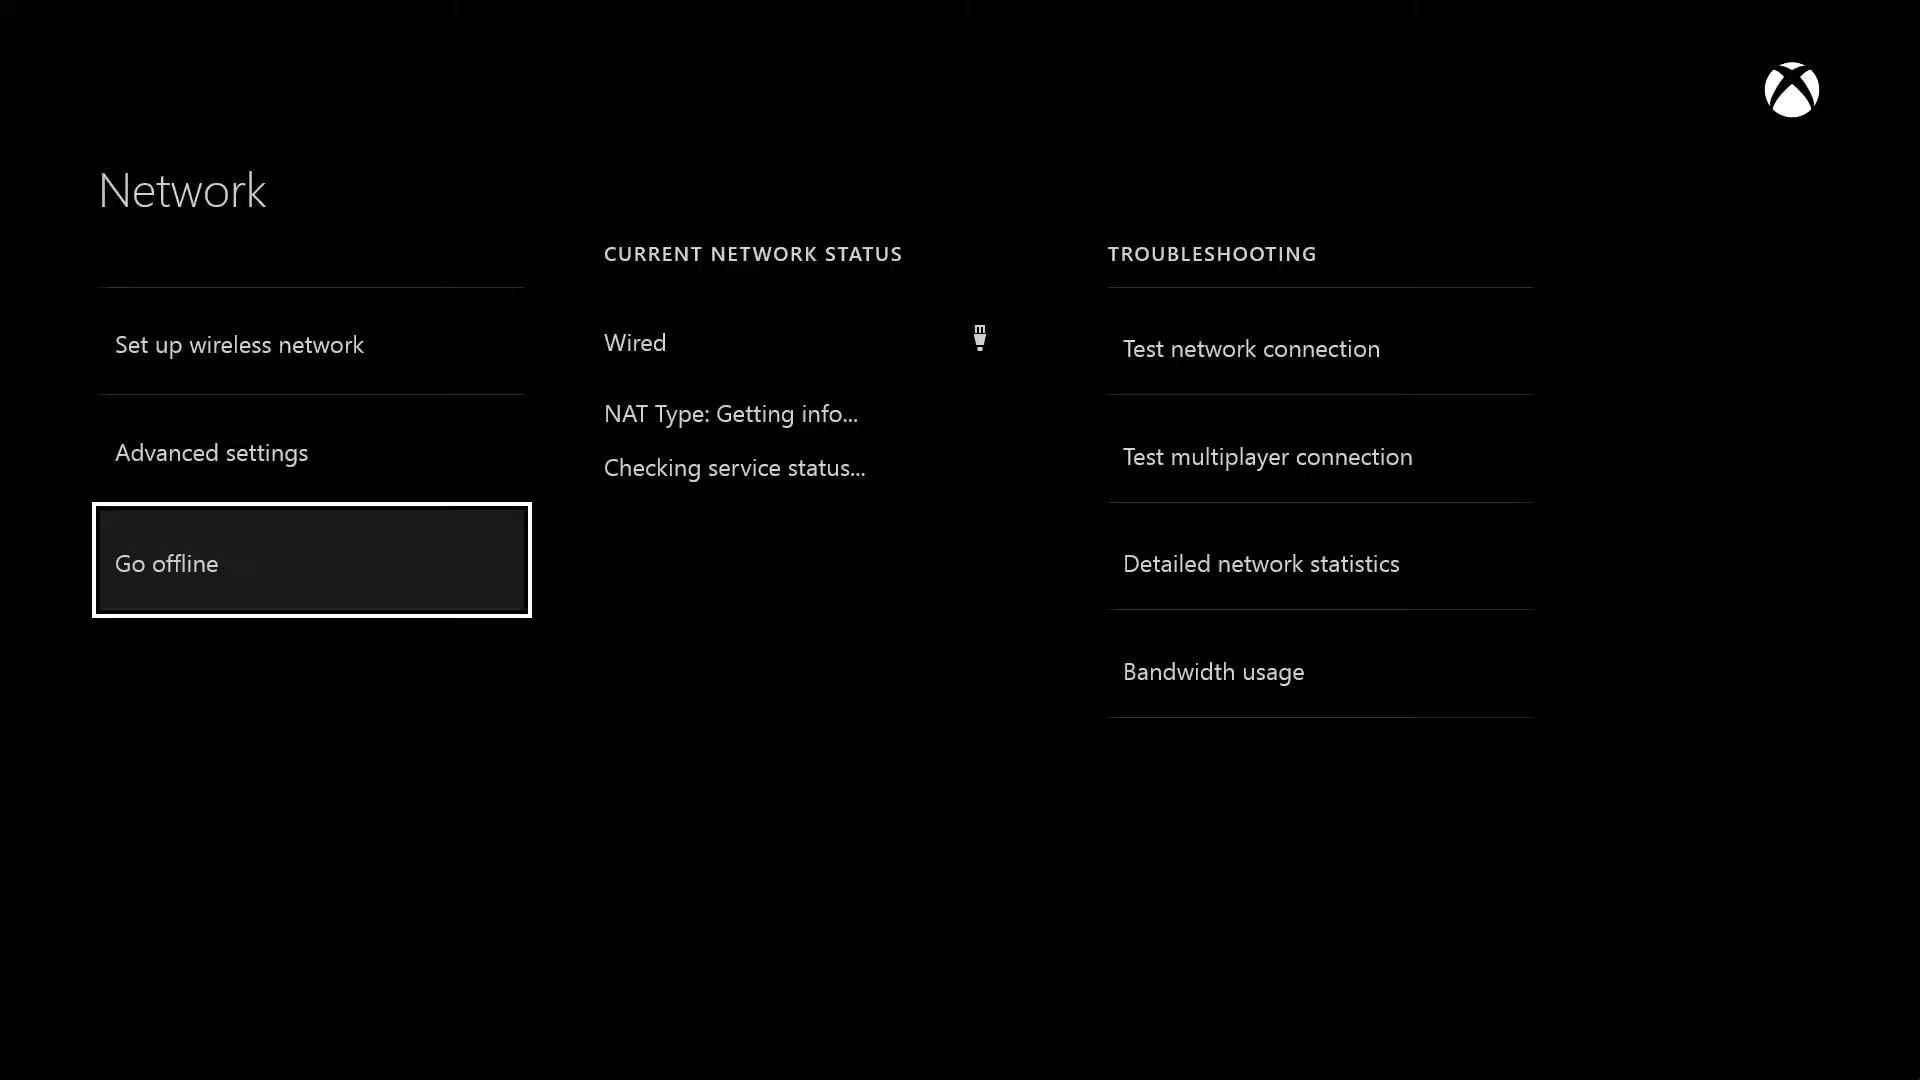 Network
Set up wireless network
Advanced settings
Go offline
CURRENT NETWORK STATUS
Wired
NAT Type: Getting info...
Checking service status...
TROUBLESHOOTING
Test network connection
Test multiplayer connection
Detailed network statistics
Bandwidth usage